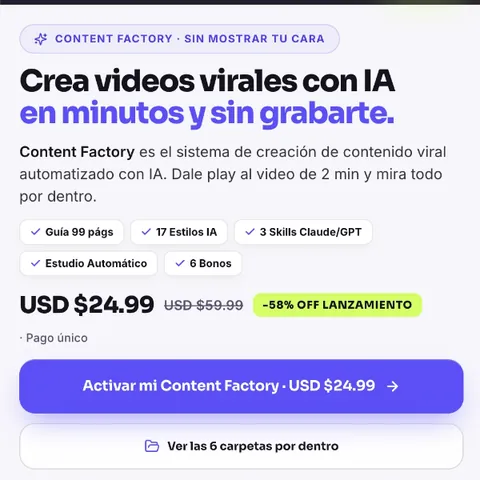 CONTENT FACTORY · SIN MOSTRAR TU CARA
Crea videos virales con IA
en minutos y sin grabarte.
Content Factory es el sistema de creación de contenido viral
automatizado con IA. Dale play al video de 2 min y mira todo
por dentro.
Guía 99 págs
17 Estilos IA
3 Skills Claude/GPT
Estudio Automático
6 Bonos
USD $24.99 USD $59.99 -58% OFF LANZAMIENTO
· Pago único
Activar mi Content Factory · USD $24.99 →
Ver las 6 carpetas por dentro